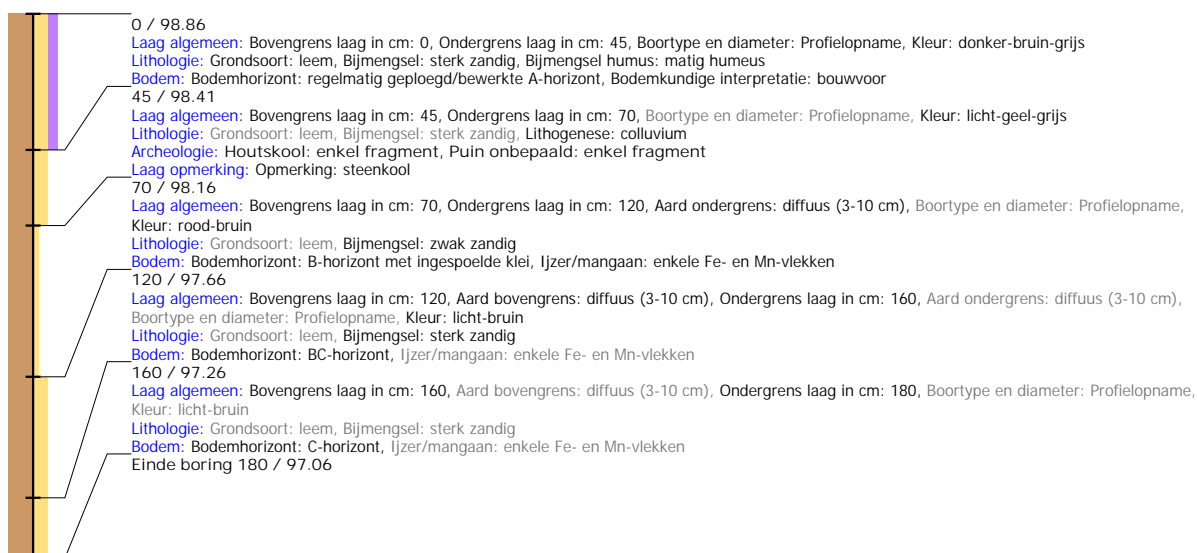 0 / 98.86
Laag algemeen: Bovengrens laag in cm: 0, Ondergrens laag in cm: 45, Boortype en diameter: Profielopname, Kleur: donker-bruin-grijs
Lithologie: Grondsoort: leem, Bijmengsel: sterk zandig, Bijmengsel humus: matig humeus
Bodem: Bodemhorizont: regelmatig geploegd/bewerkte A-horizont, Bodemkundige interpretatie: bouwvoor
45 / 98.41
Laag algemeen: Bovengrens laag in cm: 45, Ondergrens laag in cm: 70, Boortype en diameter: Profielopname, Kleur: licht-geel-grijs
Lithologie: Grondsoort: leem, Bijmengsel: sterk zandig, Lithogenese: colluvium
Archeologie: Houtskool: enkel fragment, Puin onbepaald: enkel fragment
Laag opmerking: Opmerking: steenkool
70 / 98.16
Laag algemeen: Bovengrens laag in cm: 70, Ondergrens laag in cm: 120, Aard ondergrens: diffuus (3-10 cm), Boortype en diameter: Profielopname,
Kleur: rood-bruin
Lithologie: Grondsoort: leem, Bijmengsel: zwak zandig
Bodem: Bodemhorizont: B-horizont met ingespoelde klei, Ijzer/mangaan: enkele Fe- en Mn-vlekken
120 / 97.66
Laag algemeen: Bovengrens laag in cm: 120, Aard bovengrens: diffuus (3-10 cm), Ondergrens laag in cm: 160, Aard ondergrens: diffuus (3-10 cm),
Boortype en diameter: Profielopname, Kleur: licht-bruin
Lithologie: Grondsoort: leem, Bijmengsel: sterk zandig
Bodem: Bodemhorizont: BC-horizont, Ijzer/mangaan: enkele Fe- en Mn-vlekken
160 / 97.26
Laag algemeen: Bovengrens laag in cm: 160, Aard bovengrens: diffuus (3-10 cm), Ondergrens laag in cm: 180, Boortype en diameter: Profielopname,
Kleur: licht-bruin
Lithologie: Grondsoort: leem, Bijmengsel: sterk zandig
Bodem: Bodemhorizont: C-horizont, Ijzer/mangaan: enkele Fe- en Mn-vlekken
Einde boring 180 / 97.06